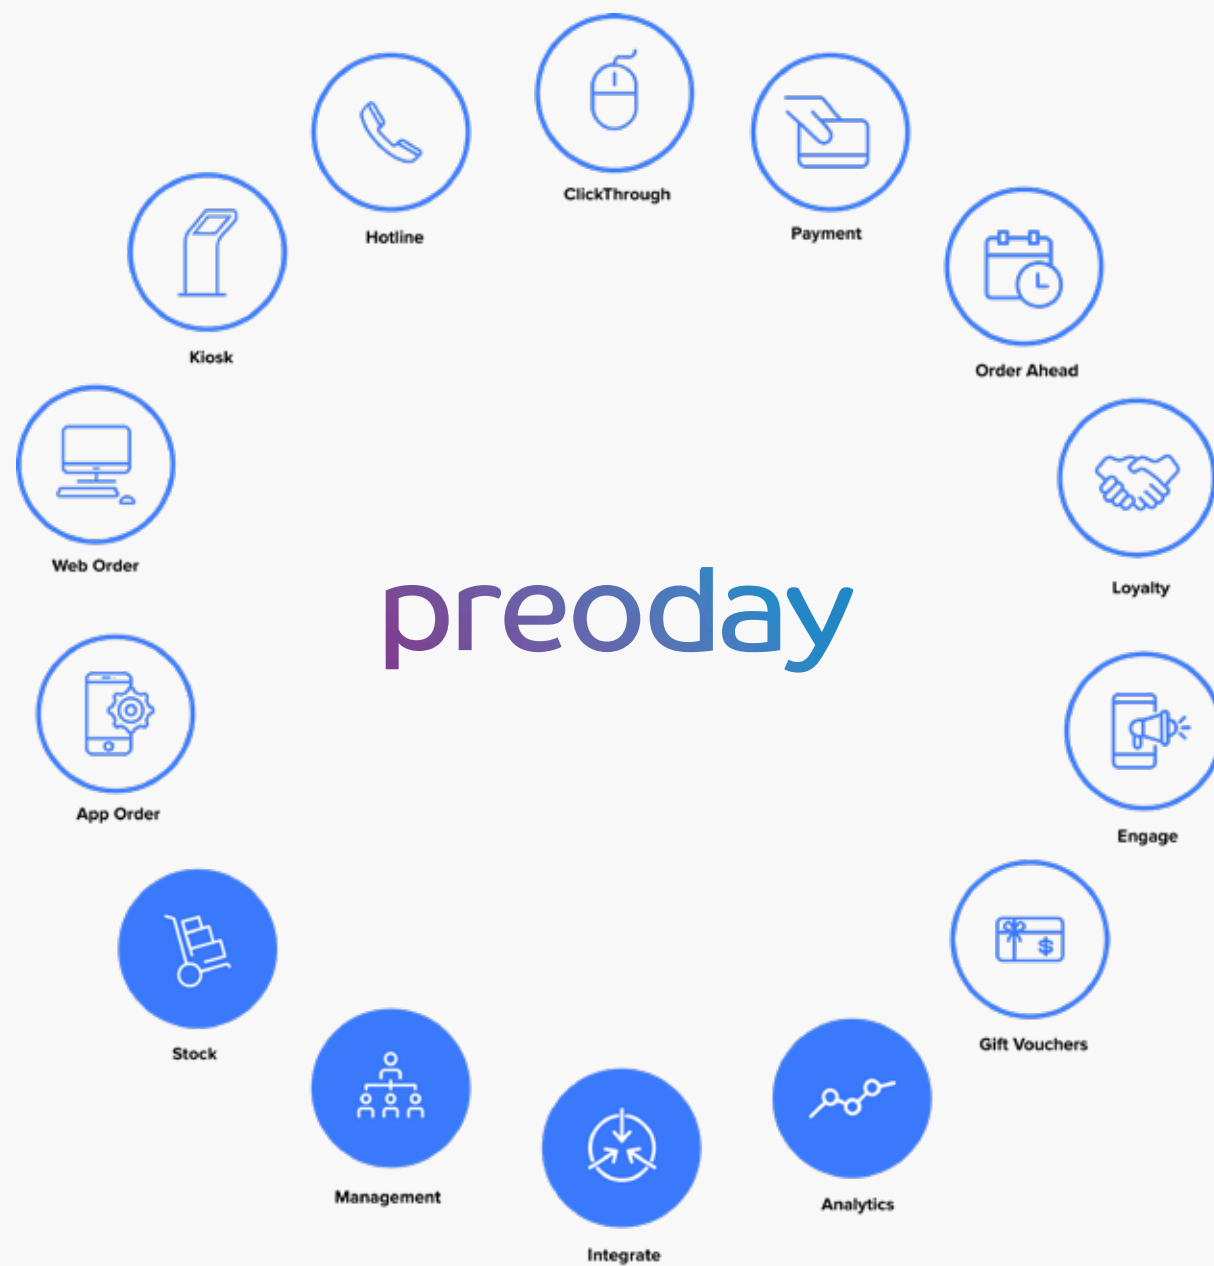 ClickThrough
Payment
Hotline
Kiosk
Order Ahead
Web Order
Loyalty
preoday
App Order
Engage
$
Gift Vouchers
Stock
Management
Analytics
Integrate